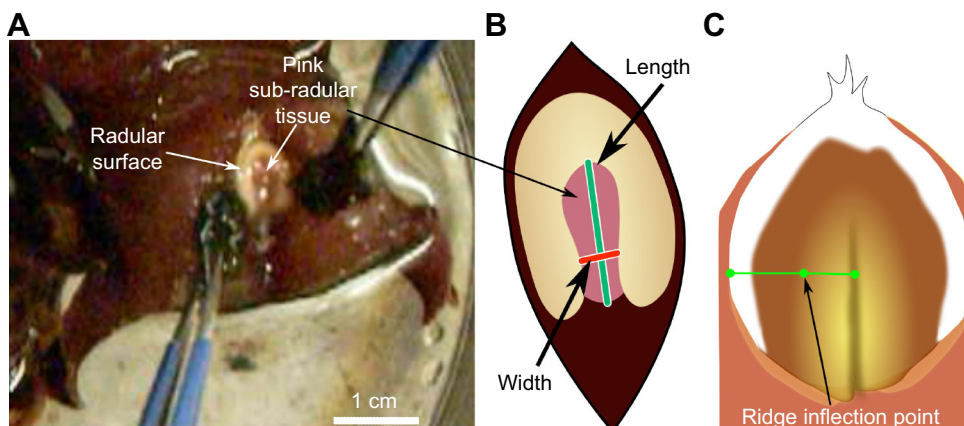 A
Pink
sub-radular
tissue
Radular
surface
1 cm
B
Length
Width
C
Ridge inflection point